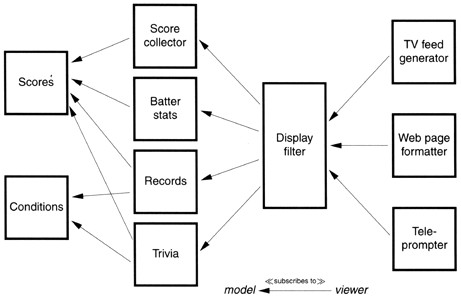 Score
collector
Scores
Batter
stats
Records
Conditions
Trivia
Display
filter
TV feed
generator
Web page
formatter
Tele-
prompter
≪subscribes to≫
model
viewer